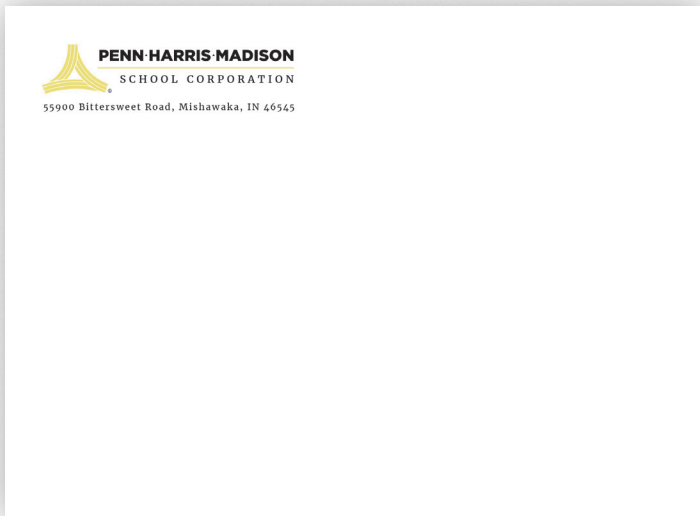 PENN·HARRIS·MADISON
SCHOOL CORPORATION
®
55900 Bittersweet Road, Mishawaka, IN 46545